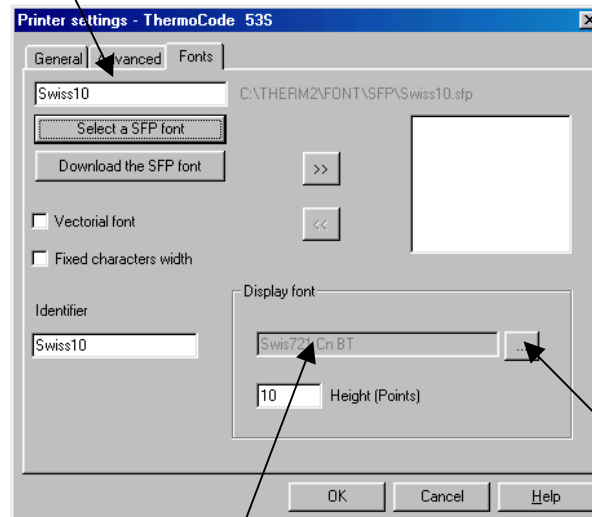 Printer settings - ThermoCode 53S
General Advanced Fonts
Swiss10 C:\THERM2\FONT\SFP\Swiss10.sfp
Select a SFP font
Download the SFP font
>>
<<
Vectorial font
Fixed characters width
Identifier
Swiss10
Display font
Swis721 Cn BT ...
10 Height (Points)
OK Cancel Help